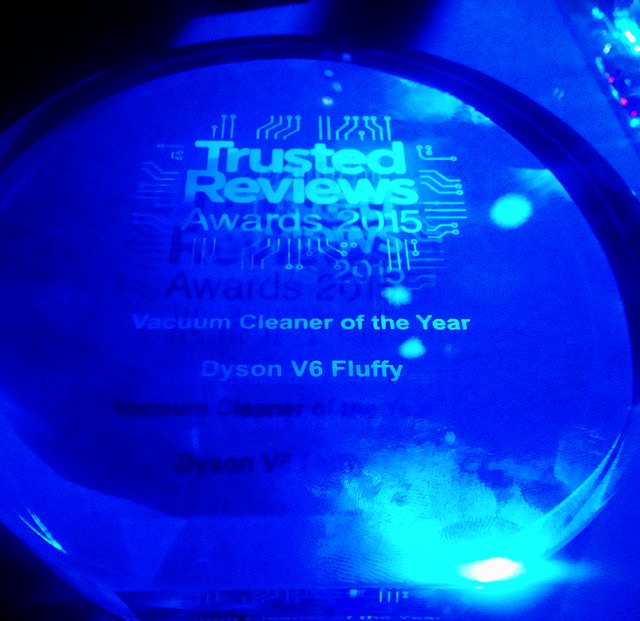 Trusted
Reviews
Awards 2015
Vacuum Cleaner of the Year
Dyson V6 Fluffy